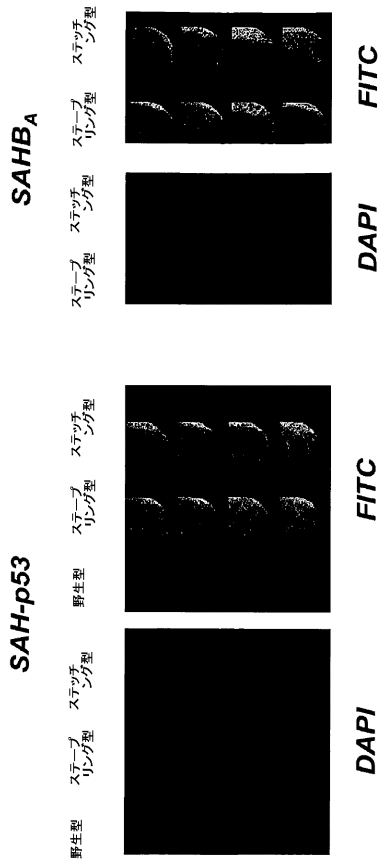 SAH-p53
野生型
ステープ
リング型
ステッチ
ング型
野生型
ステープ
リング型
ステッチ
ング型
DAPI
FITC
SAHB_A
ステープ
リング型
ステッチ
ング型
ステープ
リング型
ステッチ
ング型
DAPI
FITC